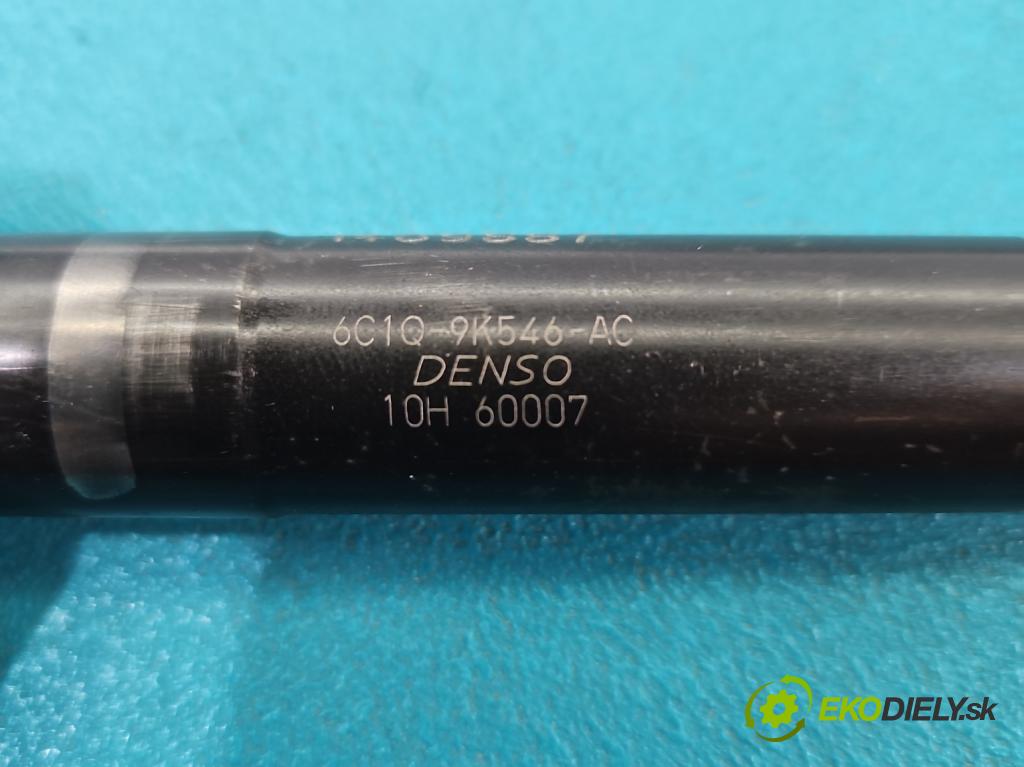 6C1Q-9K546-AC
DENSO
10H 60007
EKODIELY.sk